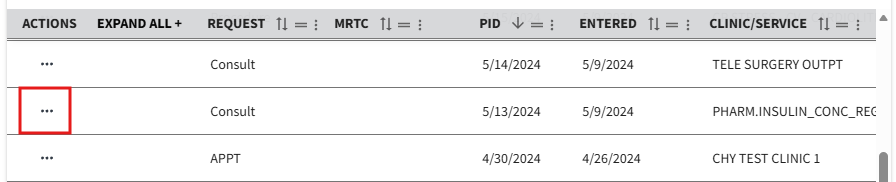 ACTIONS EXPAND ALL + REQUEST MRTC PID ENTERED CLINIC/SERVICE
... Consult 5/14/2024 5/9/2024 TELE SURGERY OUTPT
... Consult 5/13/2024 5/9/2024 PHARM.INSULIN_CONC_REG
... APPT 4/30/2024 4/26/2024 CHY TEST CLINIC 1